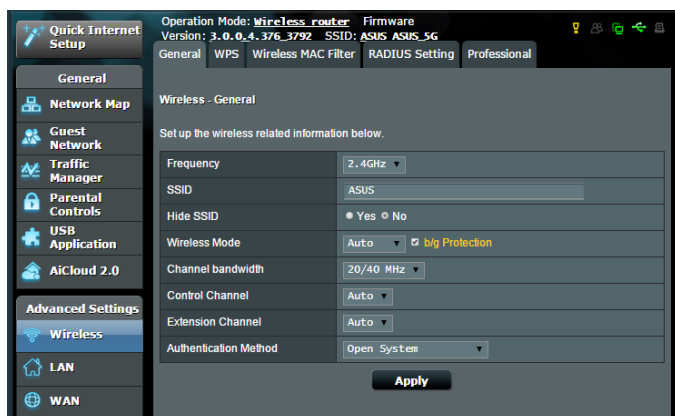 Quick Internet
Setup
Operation Mode: Wireless router Firmware
Version: 3.0.0.4.376_3792 SSID: ASUS ASUS_5G
General WPS Wireless MAC Filter RADIUS Setting Professional
General
Network Map
Guest
Network
Traffic
Manager
Parental
Controls
USB
Application
AiCloud 2.0
Advanced Settings
Wireless
LAN
WAN
Wireless - General
Set up the wireless related information below.
Frequency 2.4GHz
SSID ASUS
Hide SSID Yes No
Wireless Mode Auto b/g Protection
Channel bandwidth 20/40 MHz
Control Channel Auto
Extension Channel Auto
Authentication Method Open System
Apply